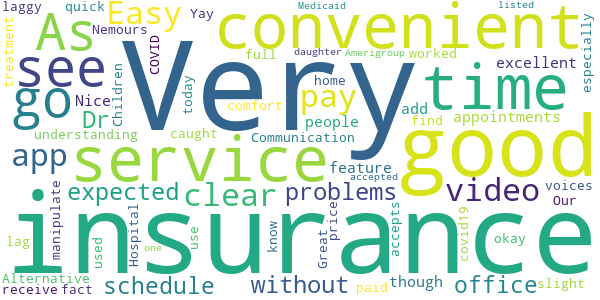 laggy
quick
Easy
Yay
Medicaid
listed
As
Nemours
COVID
Very
convenient
especially
treatment
see
full
daughter
Amerigroup
worked
excellent
go
Nice
Children
today
home
pay
time
Dr
comfort
people
add
find
appointments
understanding
caught
Communication
good
app
service
feature
accepted
expected
clear
problems
video
voices
Our
insurance
manipulate
Hospital
know
Great
prices
accepts
covid19
lag
used
use
one
okay
Alternative
receive
fact
schedule
without
paid
though
office
slight